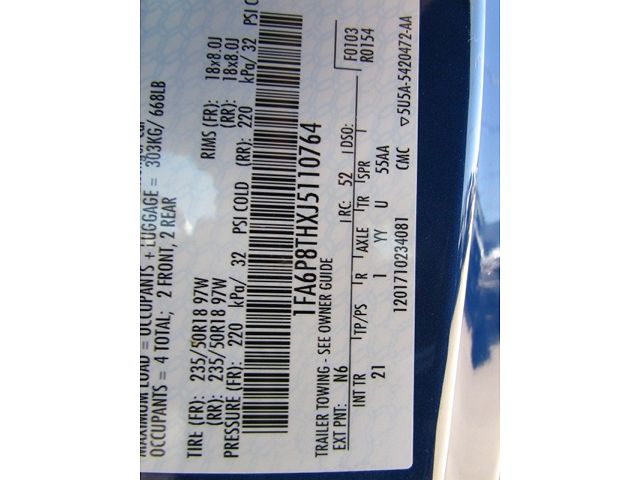 MAXIMUM LOAD = OCCUPANTS + LUGGAGE = 303KG/ 668LB
OCCUPANTS = 4 TOTAL; 2 FRONT, 2 REAR
TIRE (FR): 235/50R18 97W RIMS (FR): 18x8.0J
(RR): 235/50R18 97W (RR): 18x8.0J
PRESSURE (FR): 220 kPa/ 32 PSI COLD (RR): 220 kPa/ 32 PSI COLD
1FA6P8THXJ5110764
TRAILER TOWING - SEE OWNER GUIDE
EXT PNT: N6 RC: 52 DSO: F0103
R0154
INT TR TP/PS R AXLE TR SPR
21 1 YY U 55AA
1201710234081 CMC ▽5U5A-5420472-AA